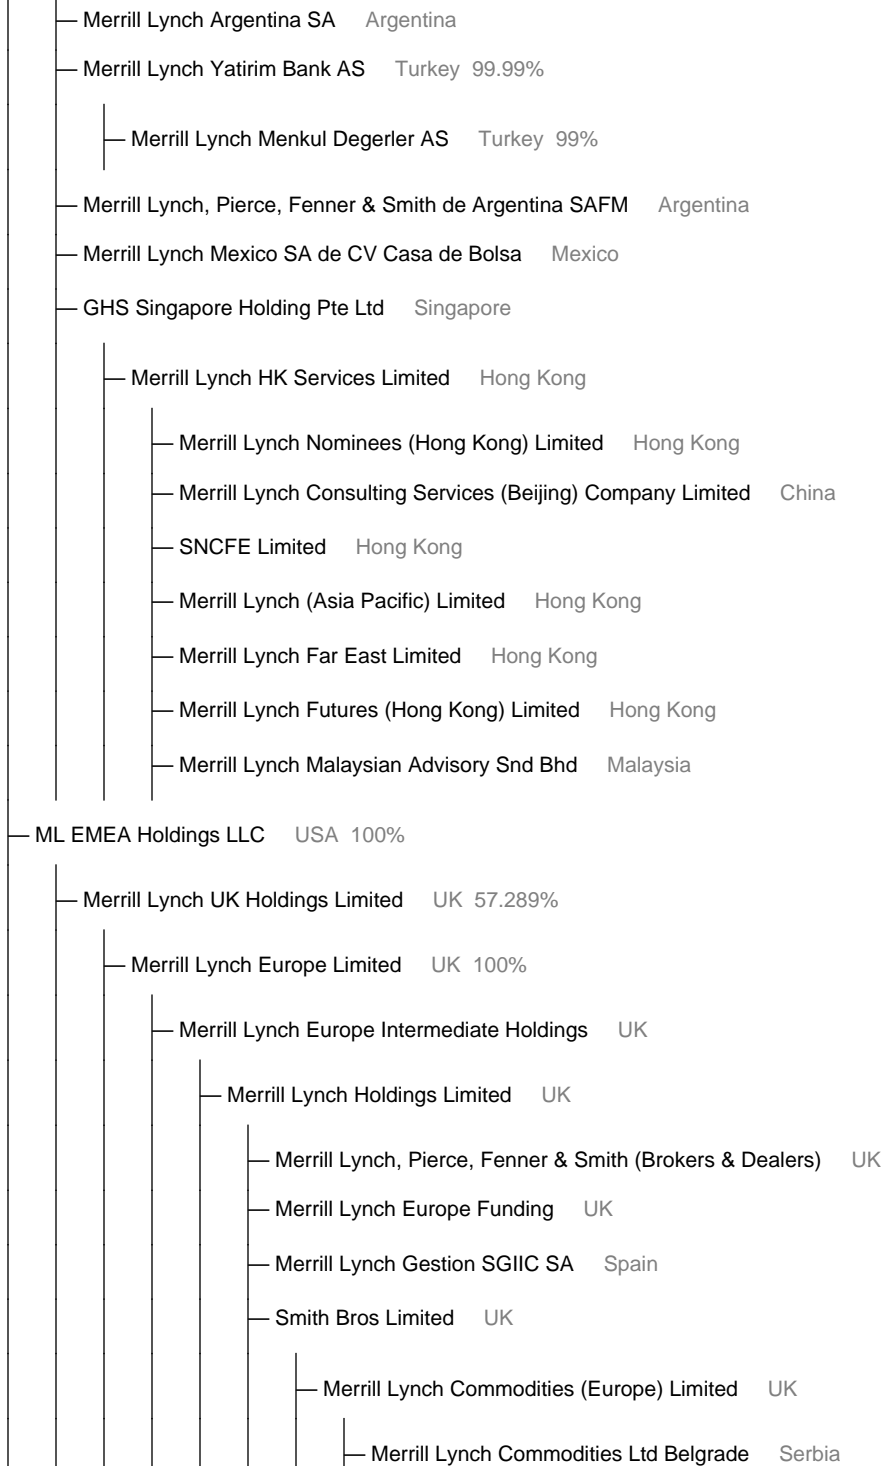 Merrill Lynch Argentina SA Argentina
Merrill Lynch Yatirim Bank AS Turkey 99.99%
Merrill Lynch Menkul Degerler AS Turkey 99%
Merrill Lynch, Pierce, Fenner & Smith de Argentina SAFM Argentina
Merrill Lynch Mexico SA de CV Casa de Bolsa Mexico
GHS Singapore Holding Pte Ltd Singapore
Merrill Lynch HK Services Limited Hong Kong
Merrill Lynch Nominees (Hong Kong) Limited Hong Kong
Merrill Lynch Consulting Services (Beijing) Company Limited China
SNCFE Limited Hong Kong
Merrill Lynch (Asia Pacific) Limited Hong Kong
Merrill Lynch Far East Limited Hong Kong
Merrill Lynch Futures (Hong Kong) Limited Hong Kong
Merrill Lynch Malaysian Advisory Snd Bhd Malaysia
ML EMEA Holdings LLC USA 100%
Merrill Lynch UK Holdings Limited UK 57.289%
Merrill Lynch Europe Limited UK 100%
Merrill Lynch Europe Intermediate Holdings UK
Merrill Lynch Holdings Limited UK
Merrill Lynch, Pierce, Fenner & Smith (Brokers & Dealers) UK
Merrill Lynch Europe Funding UK
Merrill Lynch Gestion SGIIC SA Spain
Smith Bros Limited UK
Merrill Lynch Commodities (Europe) Limited UK
Merrill Lynch Commodities Ltd Belgrade Serbia